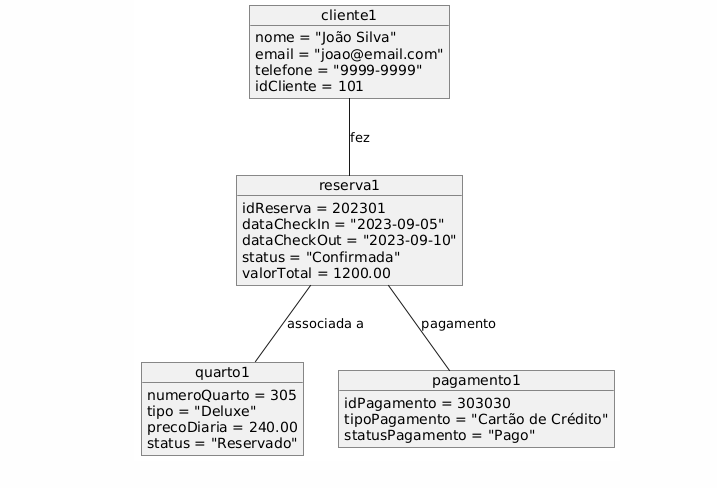 cliente1
nome = "João Silva"
email = "joao@email.com"
telefone = "9999-9999"
idCliente = 101
fez
reserva1
idReserva = 202301
dataCheckIn = "2023-09-05"
dataCheckOut = "2023-09-10"
status = "Confirmada"
valorTotal = 1200.00
associada a
pagamento
quarto1
numeroQuarto = 305
tipo = "Deluxe"
precoDiaria = 240.00
status = "Reservado"
pagamento1
idPagamento = 303030
tipoPagamento = "Cartão de Crédito"
statusPagamento = "Pago"